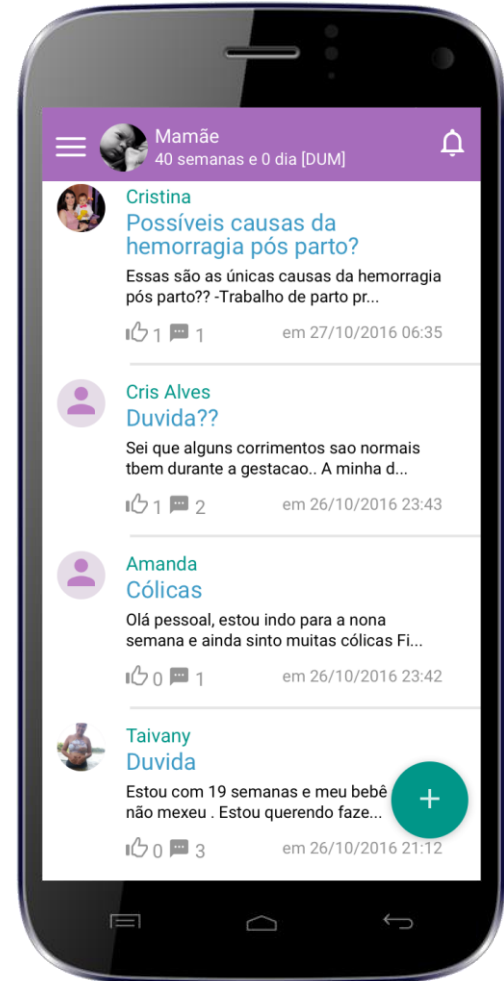 Mamãe
40 semanas e 0 dia [DUM]
Cristina
Possíveis causas da
hemorragia pós parto?
Essas são as únicas causas da hemorragia
pós parto?? -Trabalho de parto pr...
1 1 em 27/10/2016 06:35
Cris Alves
Duvida??
Sei que alguns corrimentos sao normais
tbem durante a gestacao.. A minha d...
1 2 em 26/10/2016 23:43
Amanda
Cólicas
Olá pessoal, estou indo para a nona
semana e ainda sinto muitas cólicas Fi...
0 1 em 26/10/2016 23:42
Taivany
Duvida
Estou com 19 semanas e meu bebê
não mexeu . Estou querendo faze...
0 3 em 26/10/2016 21:12